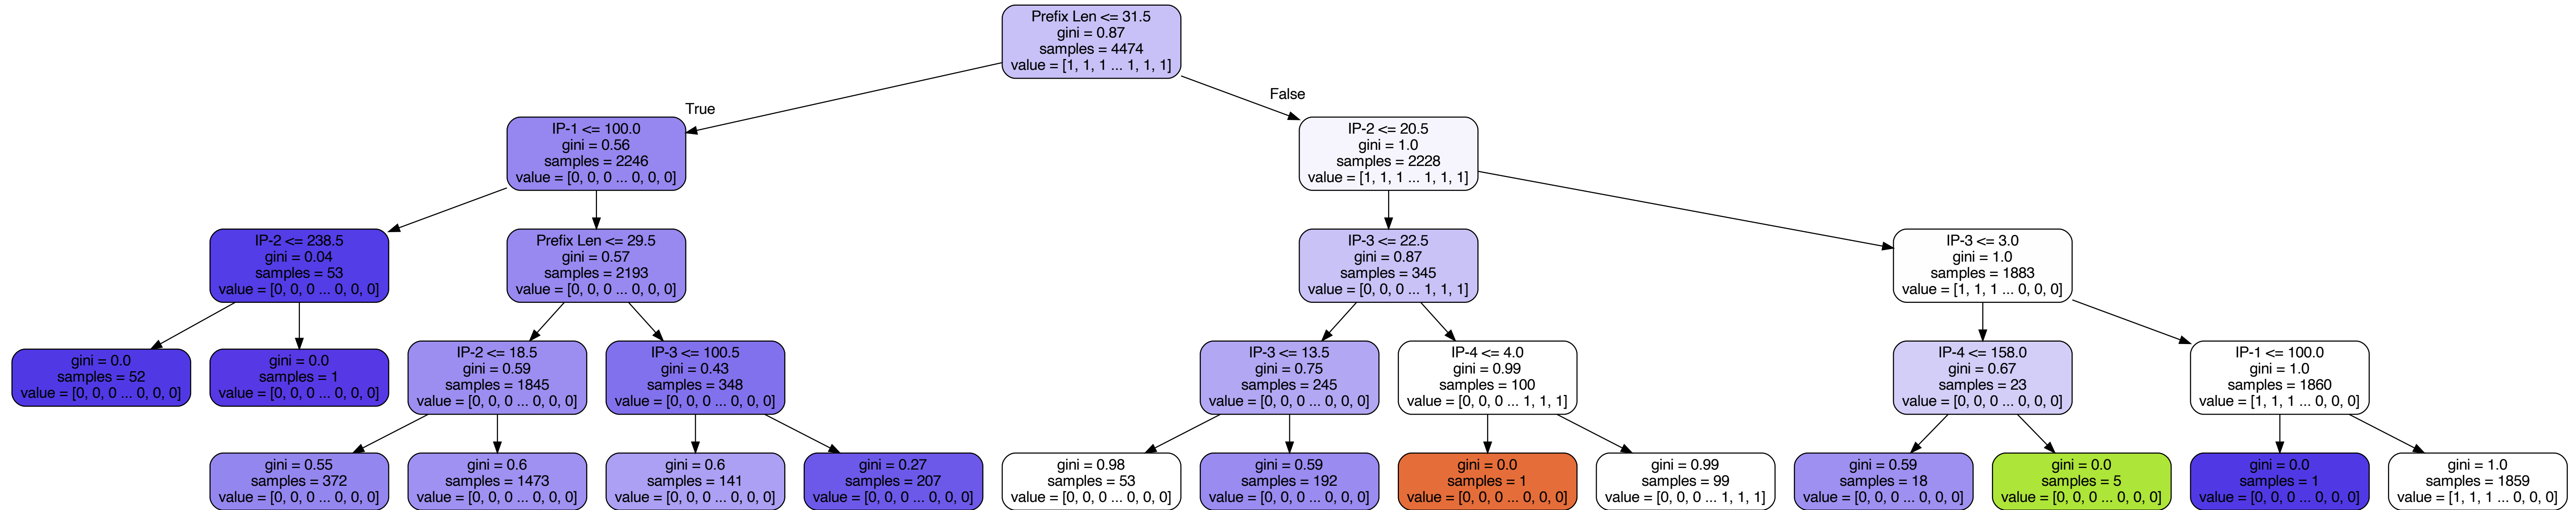 Prefix Len <= 31.5
gini = 0.87
samples = 4474
value = [1, 1, 1 ... 1, 1, 1]
True
False
IP-1 <= 100.0
gini = 0.56
samples = 2246
value = [0, 0, 0 ... 0, 0, 0]
IP-2 <= 20.5
gini = 1.0
samples = 2228
value = [1, 1, 1 ... 1, 1, 1]
IP-2 <= 238.5
gini = 0.04
samples = 53
value = [0, 0, 0 ... 0, 0, 0]
Prefix Len <= 29.5
gini = 0.57
samples = 2193
value = [0, 0, 0 ... 0, 0, 0]
IP-3 <= 22.5
gini = 0.87
samples = 345
value = [0, 0, 0 ... 1, 1, 1]
IP-3 <= 3.0
gini = 1.0
samples = 1883
value = [1, 1, 1 ... 0, 0, 0]
gini = 0.0
samples = 52
value = [0, 0, 0 ... 0, 0, 0]
gini = 0.0
samples = 1
value = [0, 0, 0 ... 0, 0, 0]
IP-2 <= 18.5
gini = 0.59
samples = 1845
value = [0, 0, 0 ... 0, 0, 0]
IP-3 <= 100.5
gini = 0.43
samples = 348
value = [0, 0, 0 ... 0, 0, 0]
IP-3 <= 13.5
gini = 0.75
samples = 245
value = [0, 0, 0 ... 0, 0, 0]
IP-4 <= 4.0
gini = 0.99
samples = 100
value = [0, 0, 0 ... 1, 1, 1]
IP-4 <= 158.0
gini = 0.67
samples = 23
value = [0, 0, 0 ... 0, 0, 0]
IP-1 <= 100.0
gini = 1.0
samples = 1860
value = [1, 1, 1 ... 0, 0, 0]
gini = 0.55
samples = 372
value = [0, 0, 0 ... 0, 0, 0]
gini = 0.6
samples = 1473
value = [0, 0, 0 ... 0, 0, 0]
gini = 0.6
samples = 141
value = [0, 0, 0 ... 0, 0, 0]
gini = 0.27
samples = 207
value = [0, 0, 0 ... 0, 0, 0]
gini = 0.98
samples = 53
value = [0, 0, 0 ... 0, 0, 0]
gini = 0.59
samples = 192
value = [0, 0, 0 ... 0, 0, 0]
gini = 0.0
samples = 1
value = [0, 0, 0 ... 0, 0, 0]
gini = 0.99
samples = 99
value = [0, 0, 0 ... 1, 1, 1]
gini = 0.59
samples = 18
value = [0, 0, 0 ... 0, 0, 0]
gini = 0.0
samples = 5
value = [0, 0, 0 ... 0, 0, 0]
gini = 0.0
samples = 1
value = [0, 0, 0 ... 0, 0, 0]
gini = 1.0
samples = 1859
value = [1, 1, 1 ... 0, 0, 0]